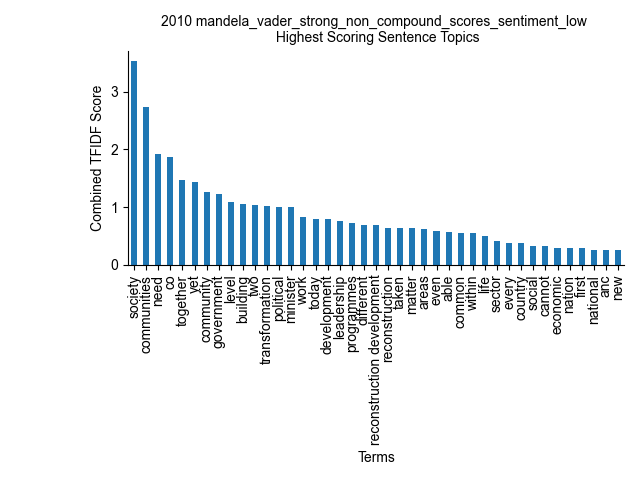 2010 mandela_vader_strong_non_compound_scores_sentiment_low
Highest Scoring Sentence Topics
Combined TFIDF Score
3
2
1
0
society
communities
need
co
together
yet
community
government
level
building
two
transformation
political
minister
work
today
development
leadership
programmes
different
reconstruction development
reconstruction
taken
matter
areas
even
able
common
within
life
sector
every
country
social
cannot
economic
nation
first
national
anc
new
Terms